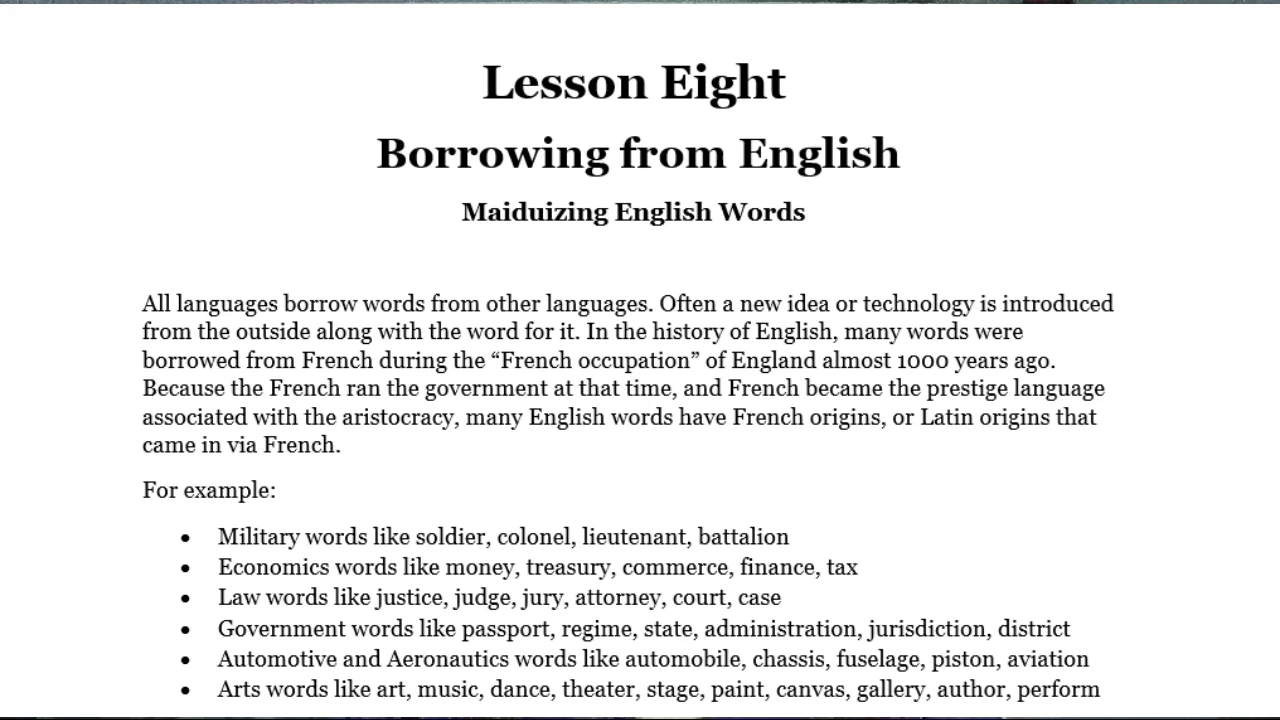 Lesson Eight
Borrowing from English
Maiduizing English Words
All languages borrow words from other languages. Often a new idea or technology is introduced
from the outside along with the word for it. In the history of English, many words were
borrowed from French during the “French occupation” of England almost 1000 years ago.
Because the French ran the government at that time, and French became the prestige language
associated with the aristocracy, many English words have French origins, or Latin origins that
came in via French.
For example:
• Military words like soldier, colonel, lieutenant, battalion
• Economics words like money, treasury, commerce, finance, tax
• Law words like justice, judge, jury, attorney, court, case
• Government words like passport, regime, state, administration, jurisdiction, district
• Automotive and Aeronautics words like automobile, chassis, fuselage, piston, aviation
• Arts words like art, music, dance, theater, stage, paint, canvas, gallery, author, perform